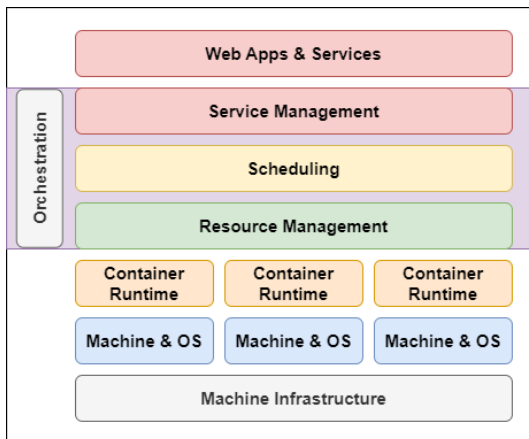 Web Apps & Services
Orchestration
Service Management
Scheduling
Resource Management
Container
Runtime
Container
Runtime
Container
Runtime
Machine & OS
Machine & OS
Machine & OS
Machine Infrastructure